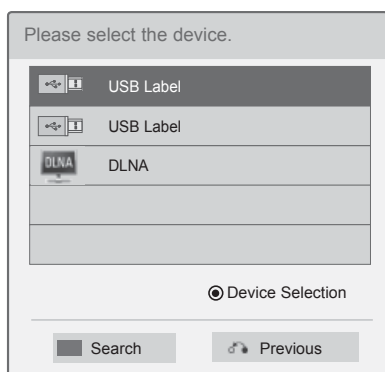 Please select the device.
USB Label
USB Label
DLNA DLNA
Device Selection
Search Previous